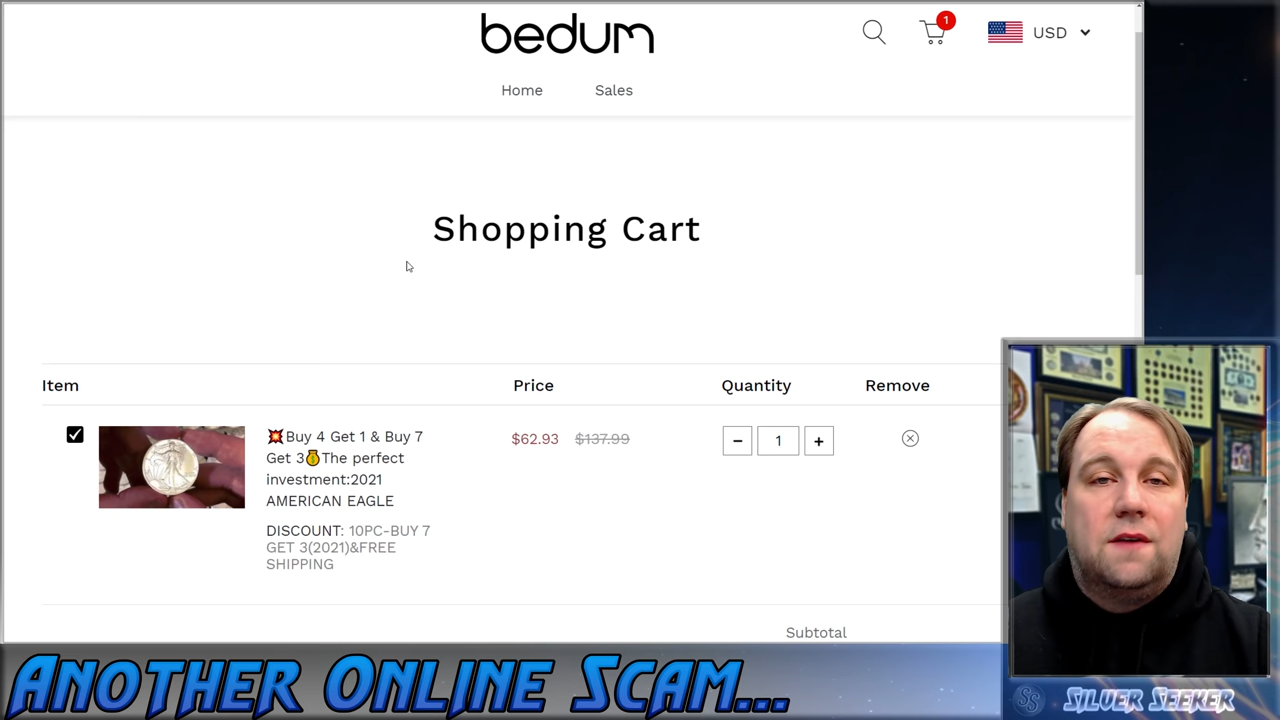 bedum
1
USD
Home
Sales
Shopping Cart
Item
Price
Quantity
Remove
💥Buy 4 Get 1 & Buy 7
Get 3💰The perfect
investment:2021
AMERICAN EAGLE
$62.93
$137.99
−
1
+
DISCOUNT: 10PC-BUY 7
GET 3(2021)&FREE
SHIPPING
Subtotal
ANOTHER ONLINE SCAM...
SS
SILVER SEEKER